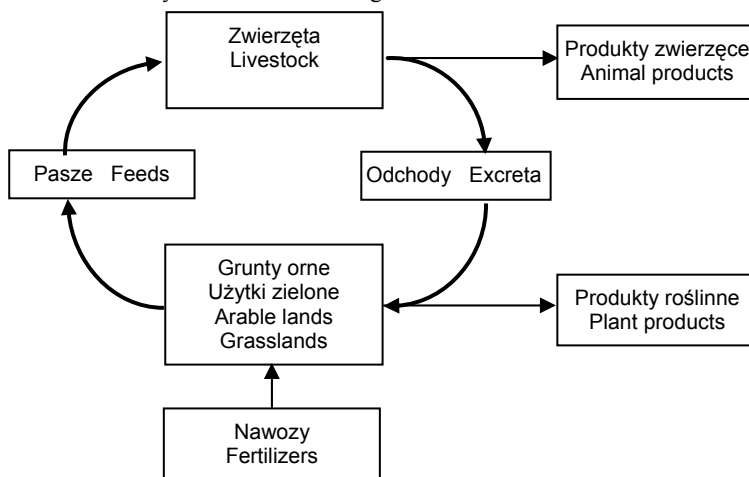 Zwierzęta
Livestock
Produkty zwierzęce
Animal products
Pasze Feeds
Odchody Excreta
Grunty orne
Użytki zielone
Arable lands
Grasslands
Produkty roślinne
Plant products
Nawozy
Fertilizers